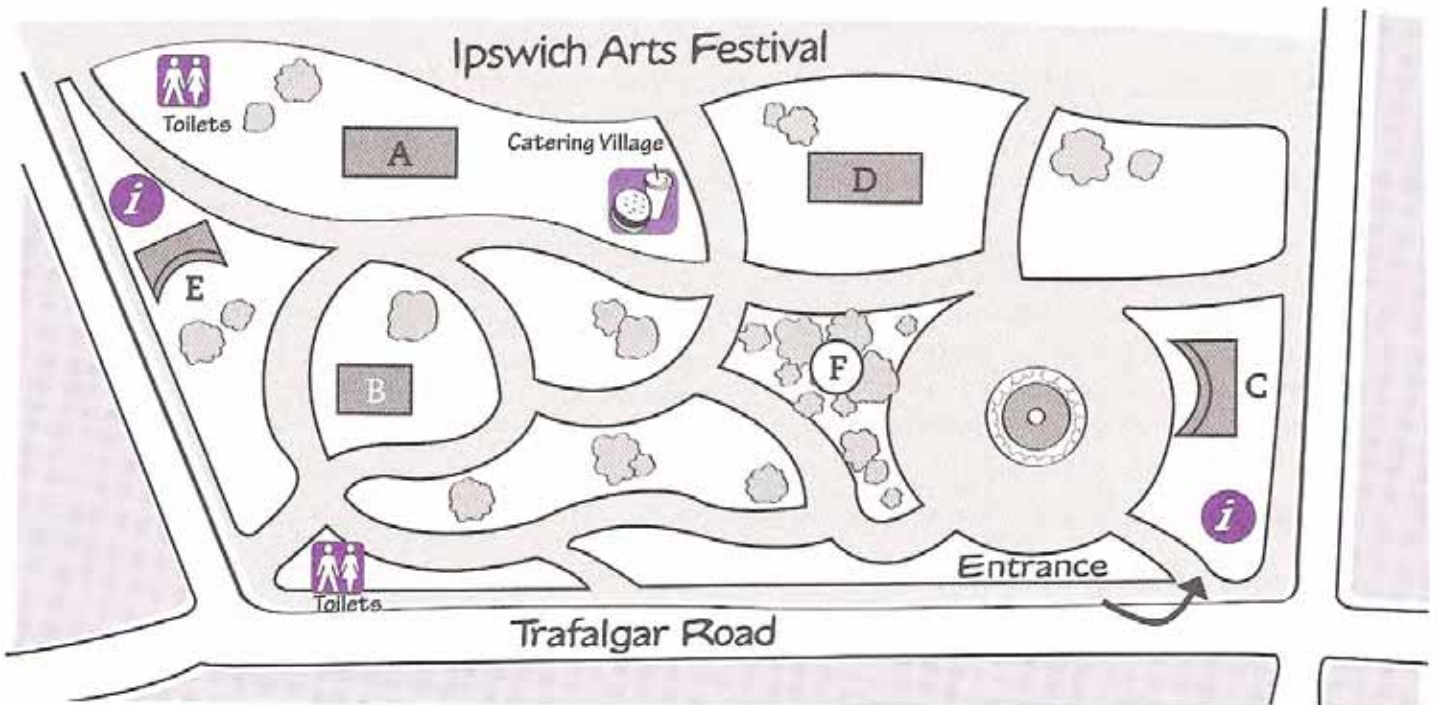 Ipswich Arts Festival
Toilets
A
Catering Village
D
i
E
B
F
C
i
Entrance
Toilets
Trafalgar Road